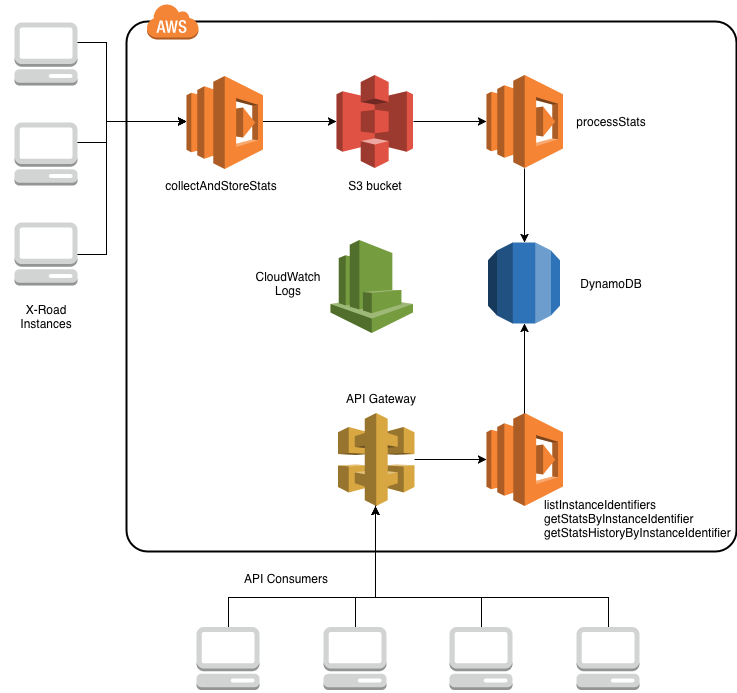 AWS
collectAndStoreStats
S3 bucket
processStats
X-Road
Instances
CloudWatch
Logs
DynamoDB
API Gateway
listInstanceIdentifiers
getStatsByInstanceIdentifier
getStatsHistoryByInstanceIdentifier
API Consumers